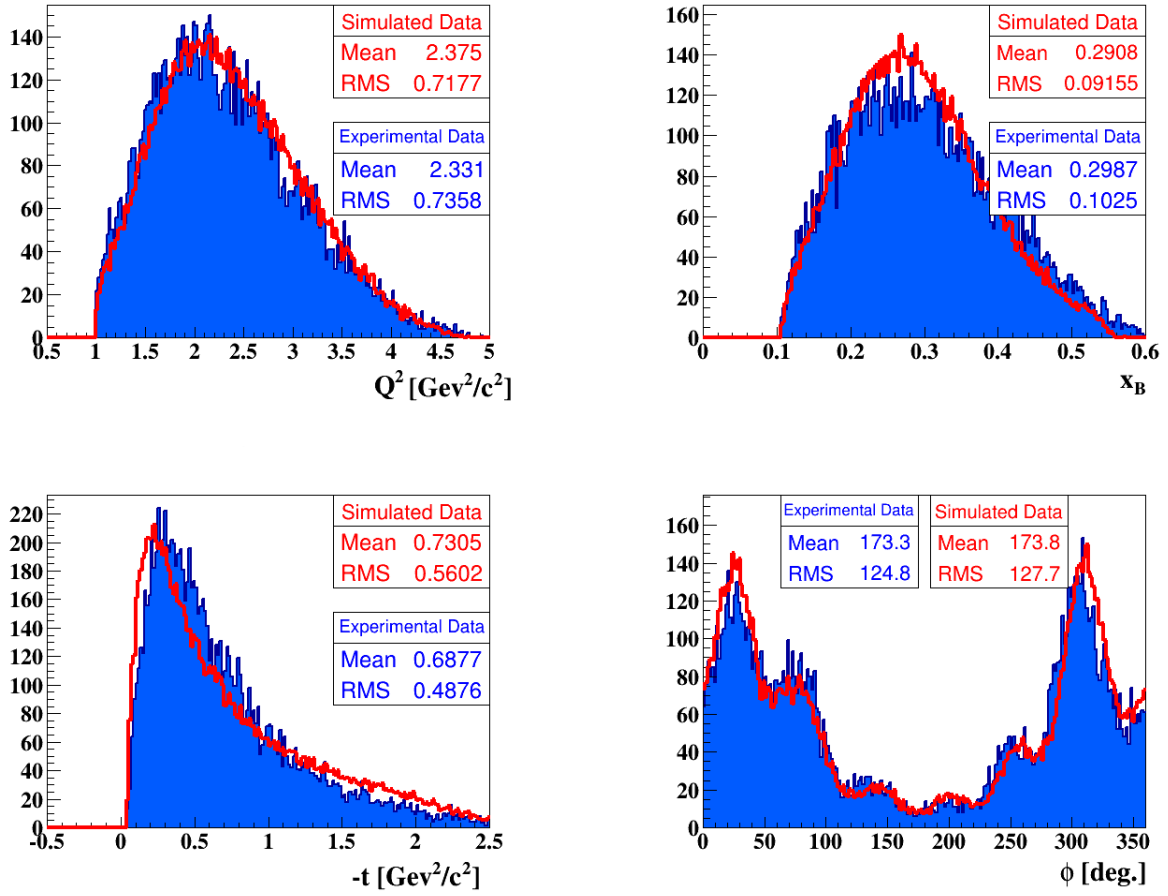 Simulated Data
Mean 2.375
RMS 0.7177
Experimental Data
Mean 2.331
RMS 0.7358
140
120
100
80
60
40
20
0
0.5 1 1.5 2 2.5 3 3.5 4 4.5 5
Q² [Gev²/c²]
Simulated Data
Mean 0.2908
RMS 0.09155
Experimental Data
Mean 0.2987
RMS 0.1025
160
140
120
100
80
60
40
20
0
0 0.1 0.2 0.3 0.4 0.5 0.6
x_B
Simulated Data
Mean 0.7305
RMS 0.5602
Experimental Data
Mean 0.6877
RMS 0.4876
220
200
180
160
140
120
100
80
60
40
20
0
-0.5 0 0.5 1 1.5 2 2.5
-t [Gev²/c²]
Experimental Data
Mean 173.3
RMS 124.8
Simulated Data
Mean 173.8
RMS 127.7
160
140
120
100
80
60
40
20
0
0 50 100 150 200 250 300 350
ϕ [deg.]